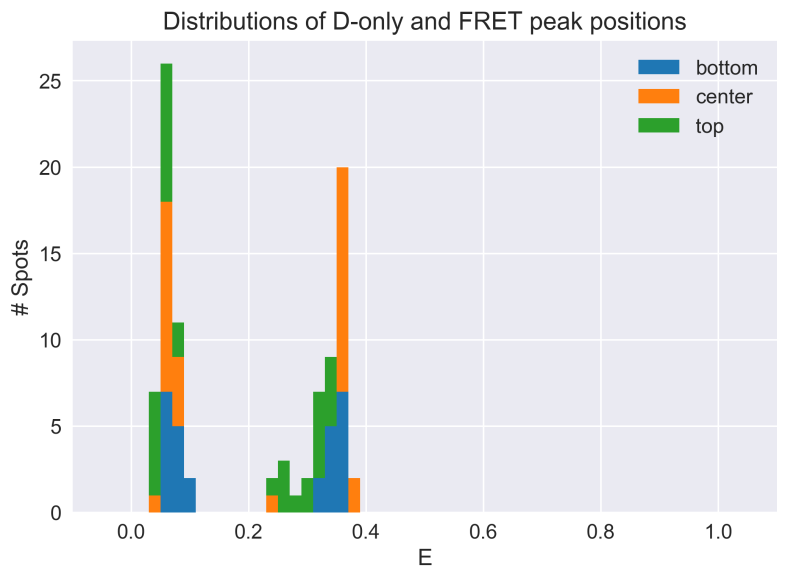 Distributions of D-only and FRET peak positions
bottom
center
top
# Spots
25
20
15
10
5
0
0.0 0.2 0.4 0.6 0.8 1.0
E